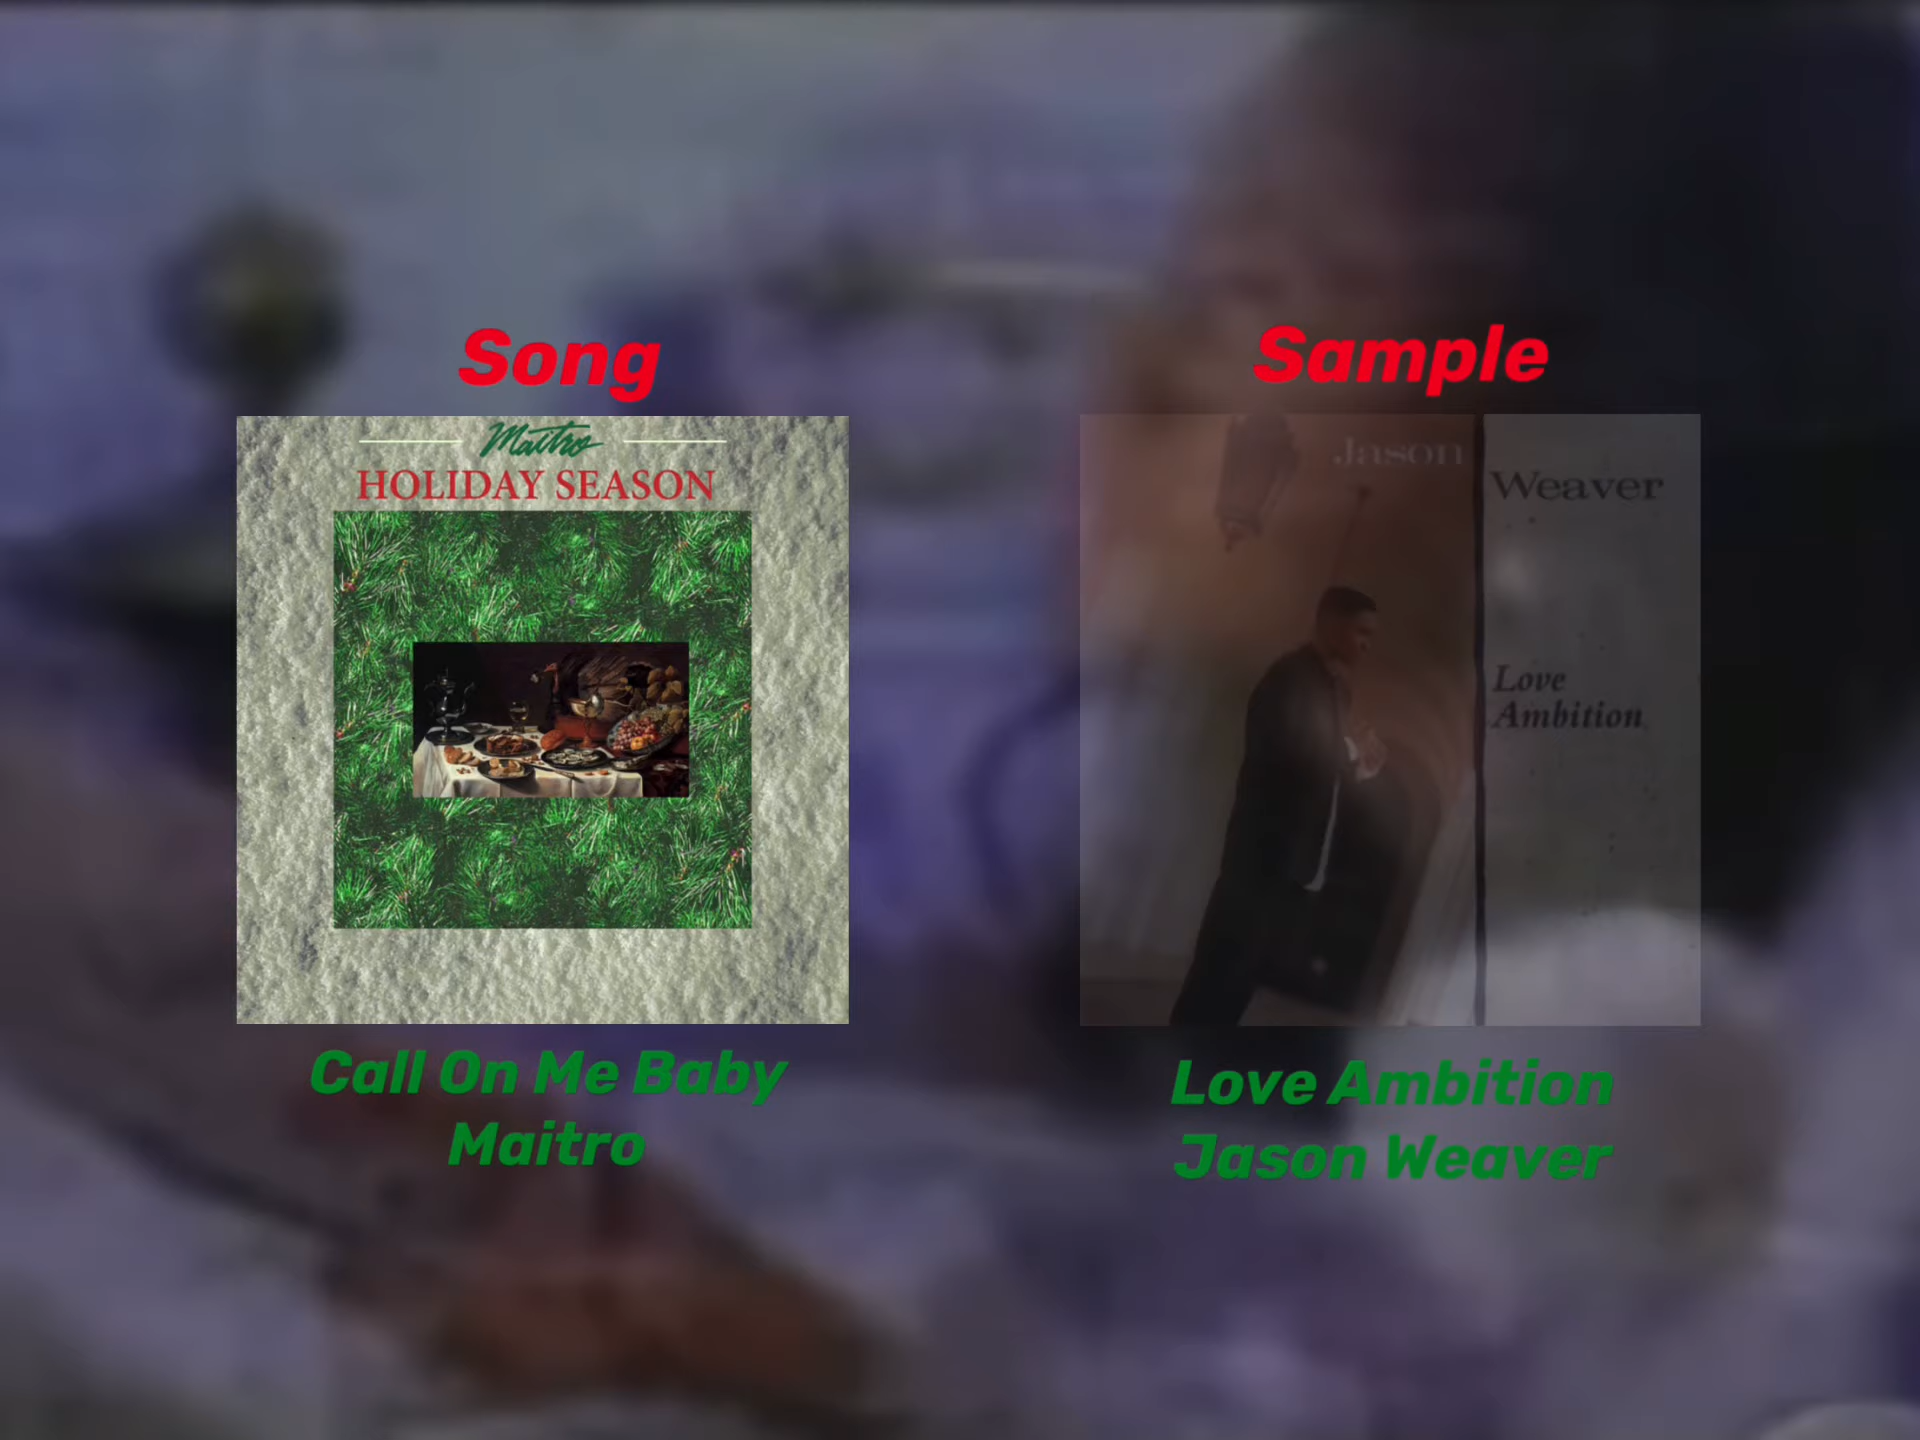 Song
Maitro
HOLIDAY SEASON
Call On Me Baby
Maitro
Sample
Jason
Weaver
Love
Ambition
Love Ambition
Jason Weaver